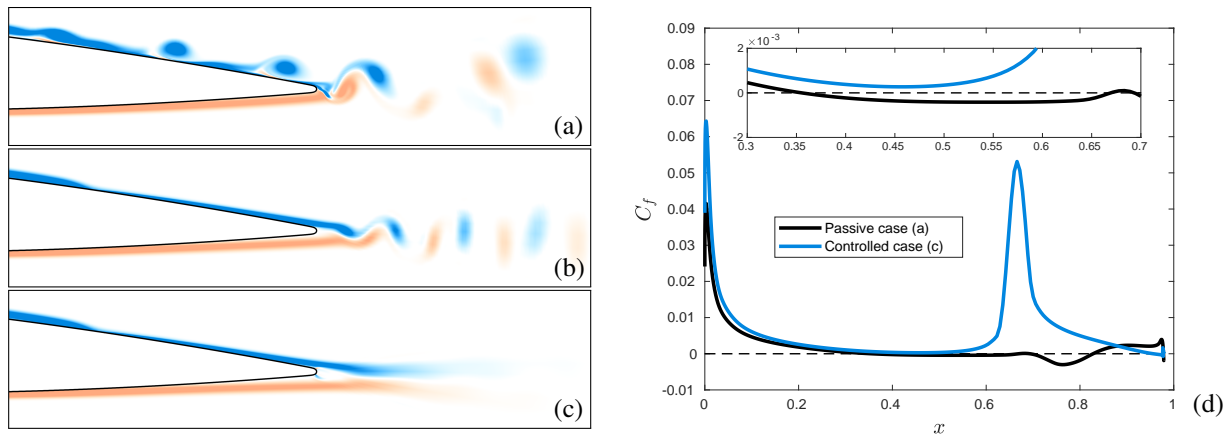 (a)
(b)
(c)
0.09
0.08
0.07
0.06
0.05
0.04
0.03
0.02
0.01
0
-0.01
C_f
0 0.2 0.4 0.6 0.8 1
x
2 ×10⁻³
0
-2
0.3 0.35 0.4 0.45 0.5 0.55 0.6 0.65 0.7
Passive case (a)
Controlled case (c)
(d)